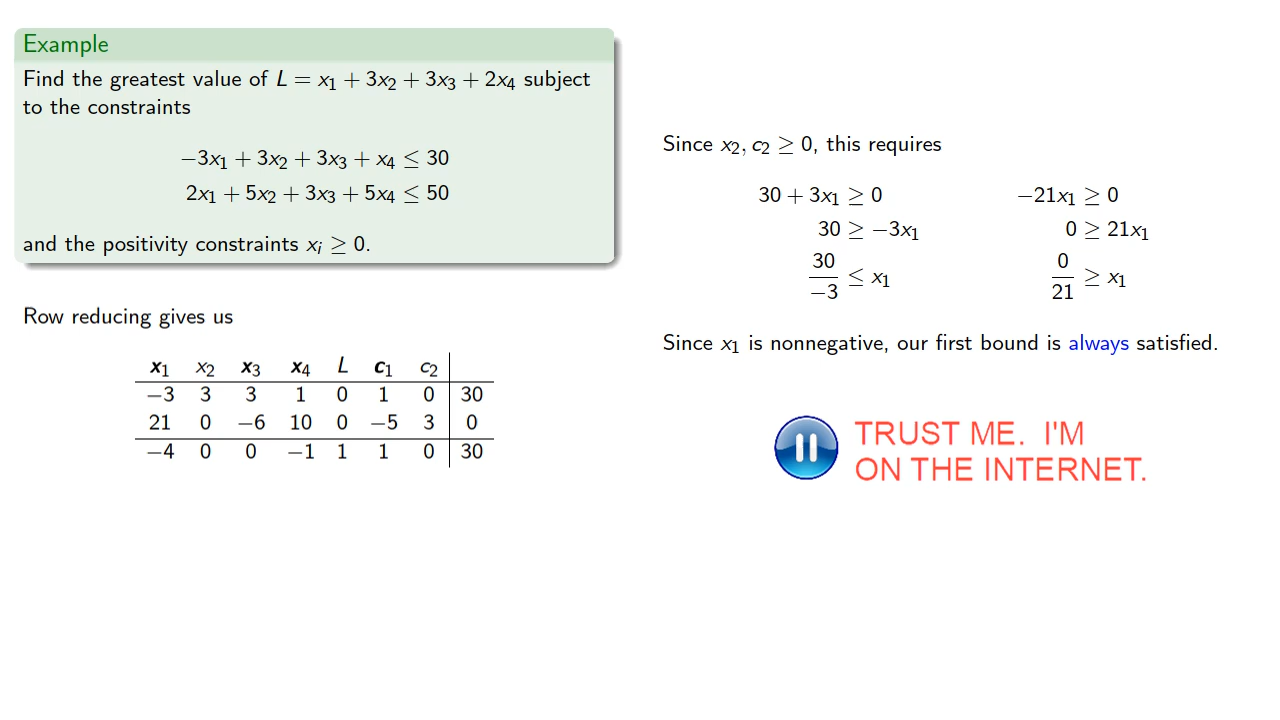 Example
Find the greatest value of L = x₁ + 3x₂ + 3x₃ + 2x₄ subject
to the constraints
−3x₁ + 3x₂ + 3x₃ + x₄ ≤ 30
2x₁ + 5x₂ + 3x₃ + 5x₄ ≤ 50
and the positivity constraints xᵢ ≥ 0.
Row reducing gives us
x₁ x₂ x₃ x₄ L c₁ c₂
−3 3 3 1 0 1 0 30
21 0 −6 10 0 −5 3 0
−4 0 0 −1 1 1 0 30
Since x₂, c₂ ≥ 0, this requires
30 + 3x₁ ≥ 0
30 ≥ −3x₁
30/−3 ≤ x₁
−21x₁ ≥ 0
0 ≥ 21x₁
0/21 ≥ x₁
Since x₁ is nonnegative, our first bound is always satisfied.
TRUST ME. I'M
ON THE INTERNET.